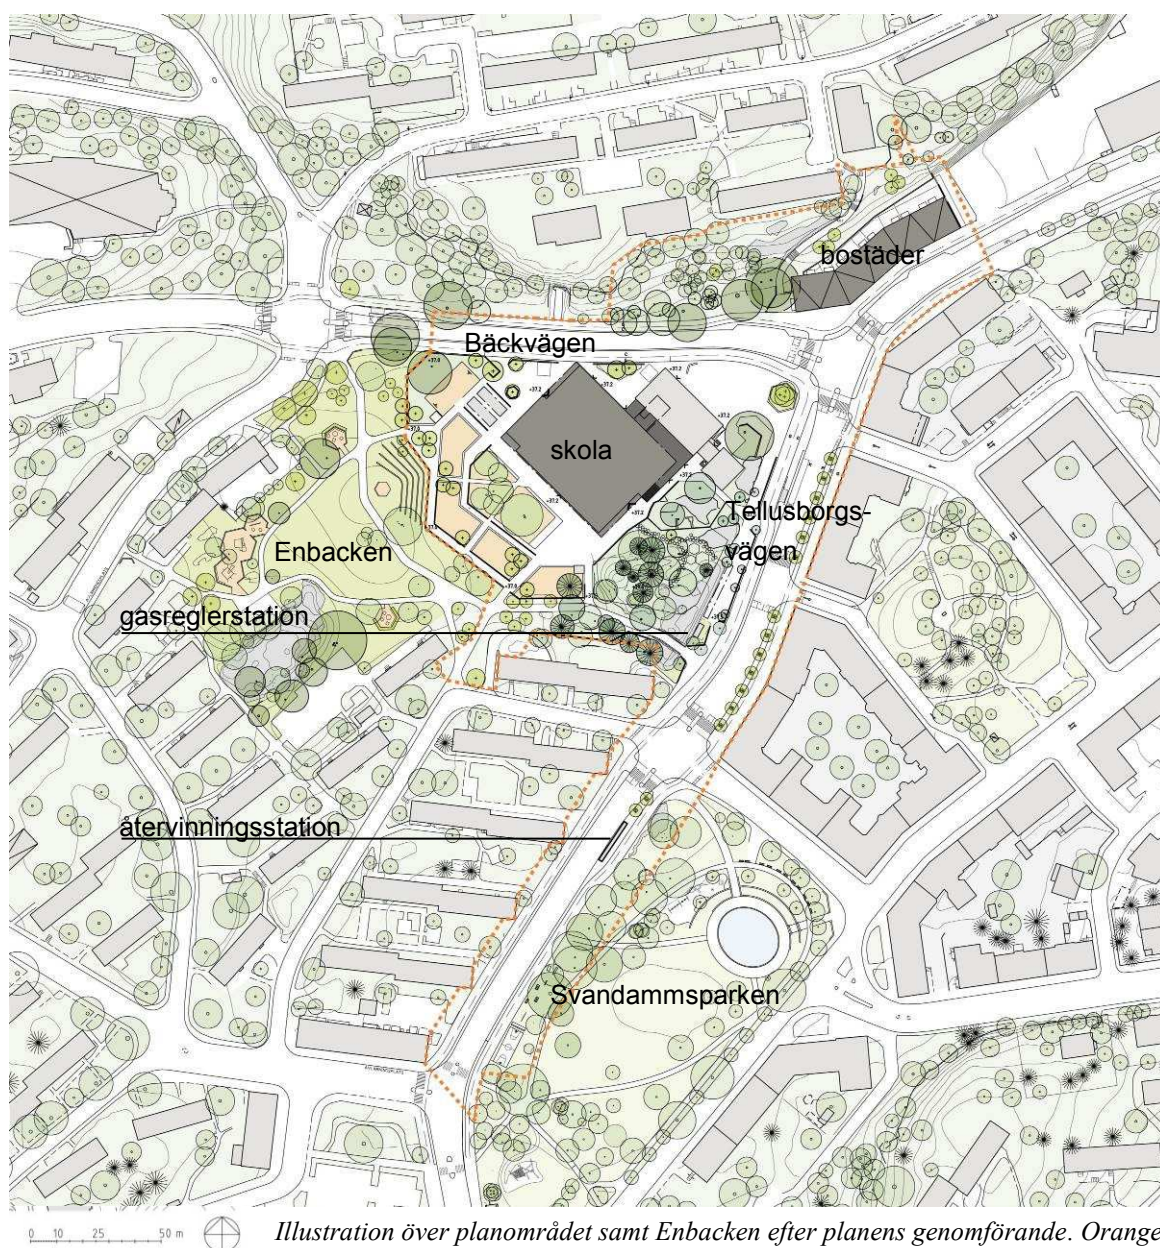 bostäder
Bäckvägen
skola
Tellusborgs-
vägen
Enbacken
gasreglerstation
återvinningsstation
Svandammsparken
0 10 25 50 m
Illustration över planområdet samt Enbacken efter planens genomförande. Orange